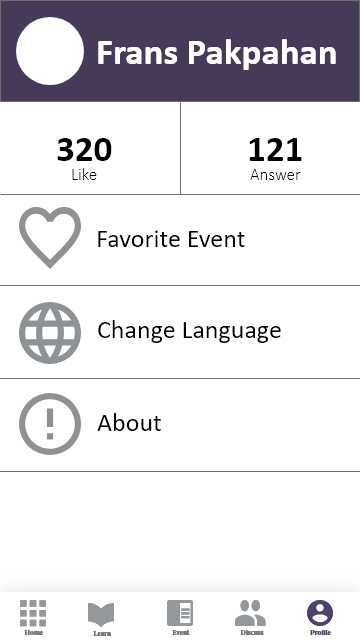 Frans Pakpahan
320
Like
121
Answer
Favorite Event
Change Language
About
Home
Learn
Event
Discuss
Profile